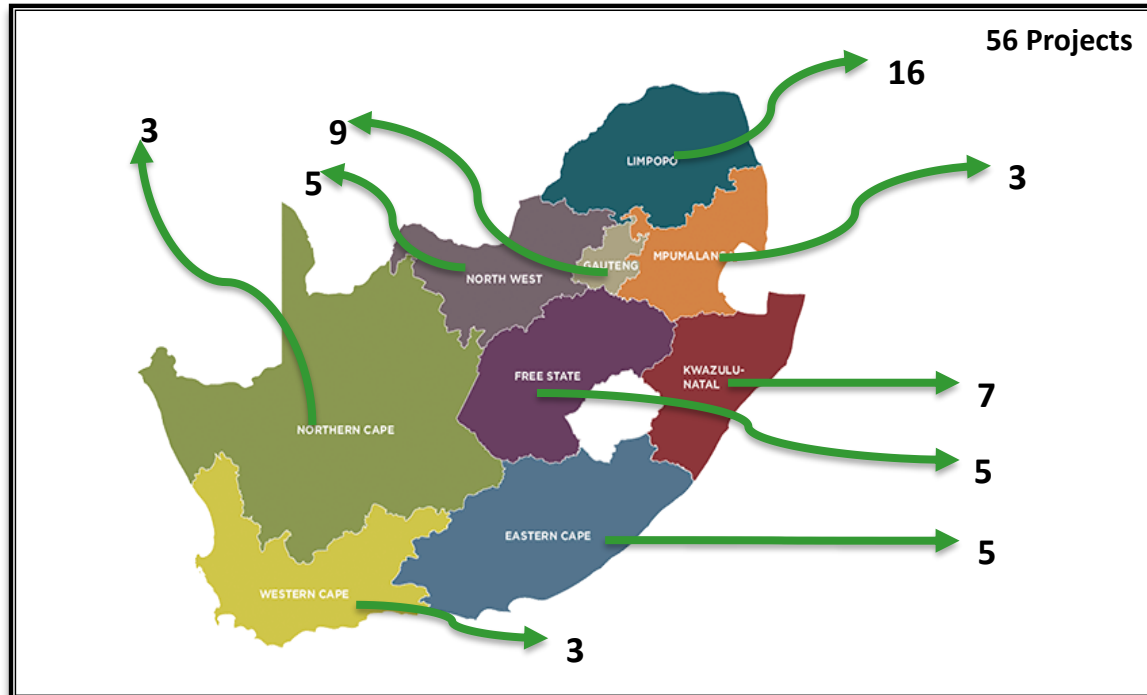 56 Projects
16
3
9
5
3
LIMPOPO
MPUMALANGA
GAUTENG
NORTH WEST
KWAZULU-
NATAL
FREE STATE
7
NORTHERN CAPE
5
EASTERN CAPE
5
WESTERN CAPE
3